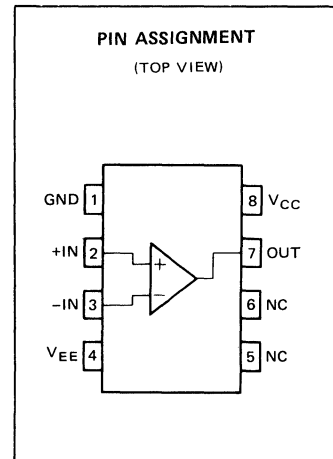 PIN ASSIGNMENT
(TOP VIEW)
GND 1 8 VCC
+IN 2 + 7 OUT
−IN 3 − 6 NC
VEE 4 5 NC